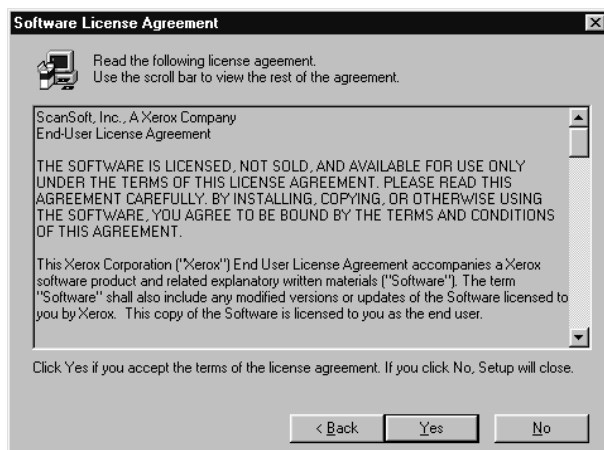 Software License Agreement
Read the following license ageement.
Use the scroll bar to view the rest of the agreement.
ScanSoft, Inc., A Xerox Company
End-User License Agreement
THE SOFTWARE IS LICENSED, NOT SOLD, AND AVAILABLE FOR USE ONLY
UNDER THE TERMS OF THIS LICENSE AGREEMENT. PLEASE READ THIS
AGREEMENT CAREFULLY. BY INSTALLING, COPYING, OR OTHERWISE USING
THE SOFTWARE, YOU AGREE TO BE BOUND BY THE TERMS AND CONDITIONS
OF THIS AGREEMENT.
This Xerox Corporation ("Xerox") End User License Agreement accompanies a Xerox
software product and related explanatory written materials ("Software"). The term
"Software" shall also include any modified versions or updates of the Software licensed to
you by Xerox.  This copy of the Software is licensed to you as the end user.
Click Yes if you accept the terms of the license agreement. If you click No, Setup will close.
< Back Yes No